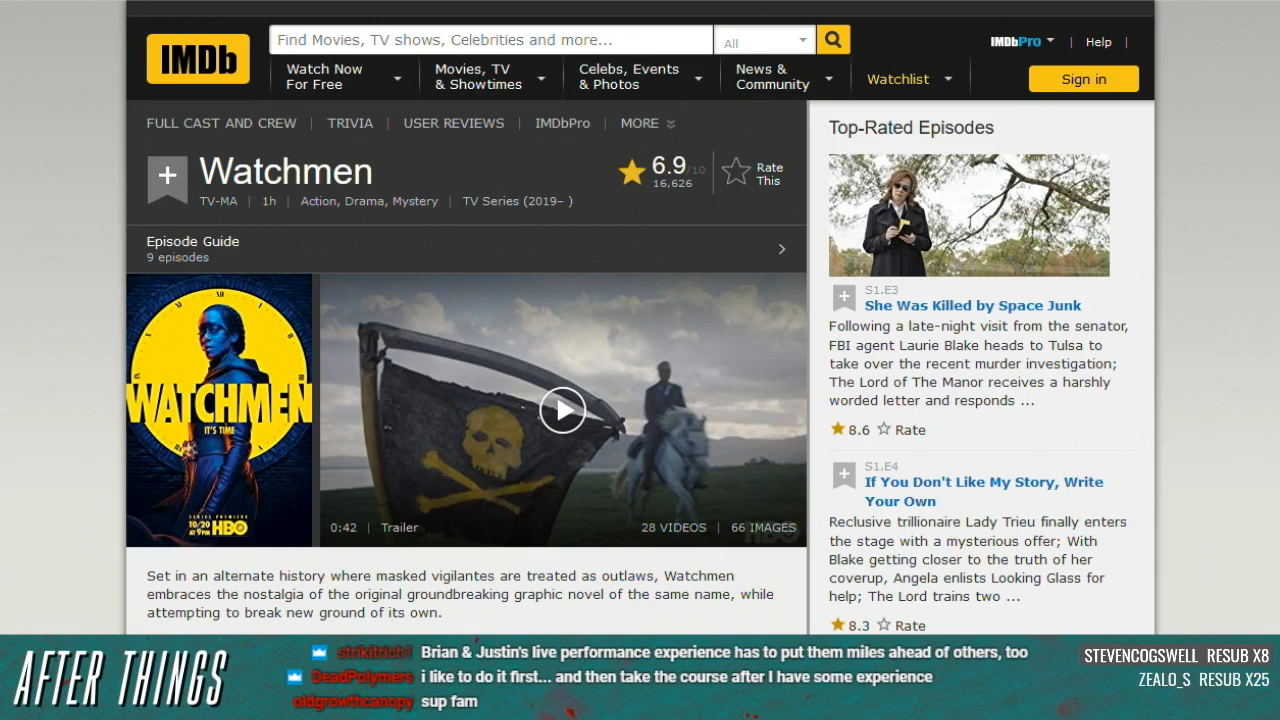 IMDb
Find Movies, TV shows, Celebrities and more...
All
IMDbPro | Help |
Watch Now
For Free
Movies, TV
& Showtimes
Celebs, Events
& Photos
News &
Community
Watchlist
Sign in
FULL CAST AND CREW | TRIVIA | USER REVIEWS | IMDbPro | MORE
Watchmen
TV-MA | 1h | Action, Drama, Mystery | TV Series (2019– )
6.9/10
16,626
Rate
This
Episode Guide
9 episodes
WATCHMEN
IT'S TIME
SERIES PREMIERE
10/20
AT 9PM HBO
0:42 | Trailer
28 VIDEOS | 66 IMAGES
HBO
Set in an alternate history where masked vigilantes are treated as outlaws, Watchmen
embraces the nostalgia of the original groundbreaking graphic novel of the same name, while
attempting to break new ground of its own.
Top-Rated Episodes
S1.E3
She Was Killed by Space Junk
Following a late-night visit from the senator,
FBI agent Laurie Blake heads to Tulsa to
take over the recent murder investigation;
The Lord of The Manor receives a harshly
worded letter and responds ...
8.6 Rate
S1.E4
If You Don't Like My Story, Write
Your Own
Reclusive trillionaire Lady Trieu finally enters
the stage with a mysterious offer; With
Blake getting closer to the truth of her
coverup, Angela enlists Looking Glass for
help; The Lord trains two ...
8.3 Rate
AFTER THINGS
strikitrich1 Brian & Justin's live performance experience has to put them miles ahead of others, too
DeadPolymers i like to do it first... and then take the course after I have some experience
oldgrowthcanopy sup fam
STEVENCOGSWELL RESUB X8
ZEALO_S RESUB X25